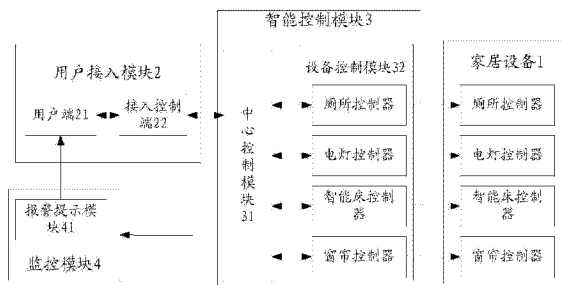 智能控制模块3
用户接入模块2
用户端21
接入控制
端22
中心控制模块31
设备控制模块32
厕所控制器
电灯控制器
智能床控制
器
窗帘控制器
家居设备1
厕所控制器
电灯控制器
智能床控制
器
窗帘控制器
报警提示模
块41
监控模块4